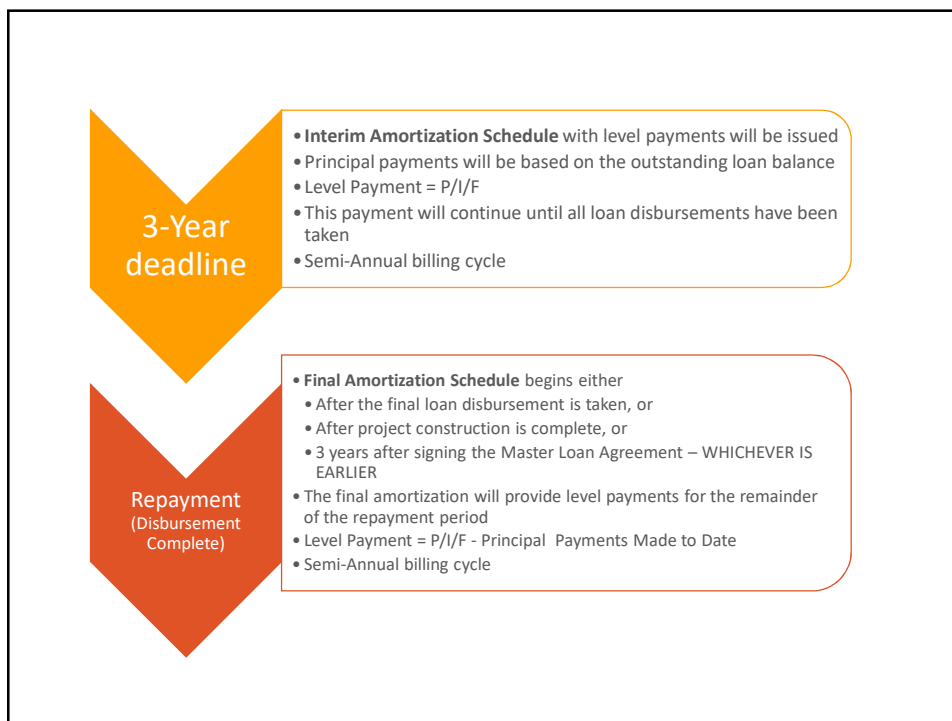 3-Year
deadline
•Interim Amortization Schedule with level payments will be issued
•Principal payments will be based on the outstanding loan balance
•Level Payment = P/I/F
•This payment will continue until all loan disbursements have been
taken
•Semi-Annual billing cycle
Repayment
(Disbursement
Complete)
•Final Amortization Schedule begins either
•After the final loan disbursement is taken, or
•After project construction is complete, or
•3 years after signing the Master Loan Agreement – WHICHEVER IS
EARLIER
•The final amortization will provide level payments for the remainder
of the repayment period
•Level Payment = P/I/F - Principal Payments Made to Date
•Semi-Annual billing cycle